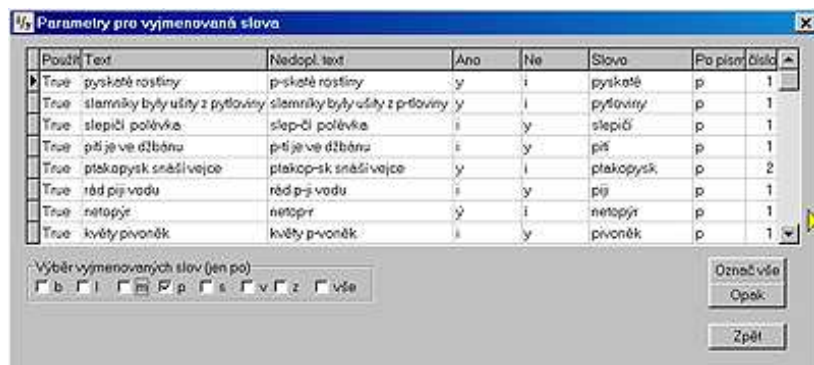 Parametry pro vyjmenovaná slova
Použít Text Nedopl. text Ano Ne Slovo Po písm číslo
True pyskaté rostliny p-skaté rostliny y i pyskaté p 1
True slamníky byly ušity z pytloviny slamníky byly ušity z p-tloviny y i pytloviny p 1
True slepičí polévka slep-čí polévka i y slepičí p 1
True pití je ve džbánu p-tí je ve džbánu i y pití p 1
True ptakopysk snáší vejce ptakop-sk snáší vejce y i ptakopysk p 2
True rád piji vodu rád p-ji vodu i y piji p 1
True netopýr netop-r ý i netopýr p 1
True květy pivoněk květy p-voněk i y pivoněk p 1
Výběr vyjmenovaných slov (jen po)
b l m p s v z vše
Označ vše
Opak
Zpět